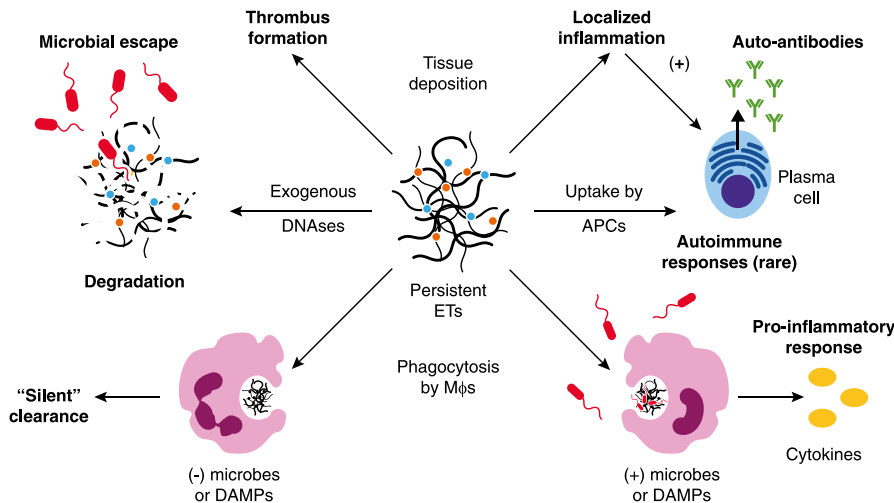 Microbial escape
Thrombus
formation
Tissue
deposition
Localized
inflammation
(+)
Auto-antibodies
Exogenous
DNAses
Uptake by
APCs
Plasma
cell
Degradation
Autoimmune
responses (rare)
Persistent
ETs
Phagocytosis
by Mϕs
"Silent"
clearance
(-) microbes
or DAMPs
(+) microbes
or DAMPs
Pro-inflammatory
response
Cytokines